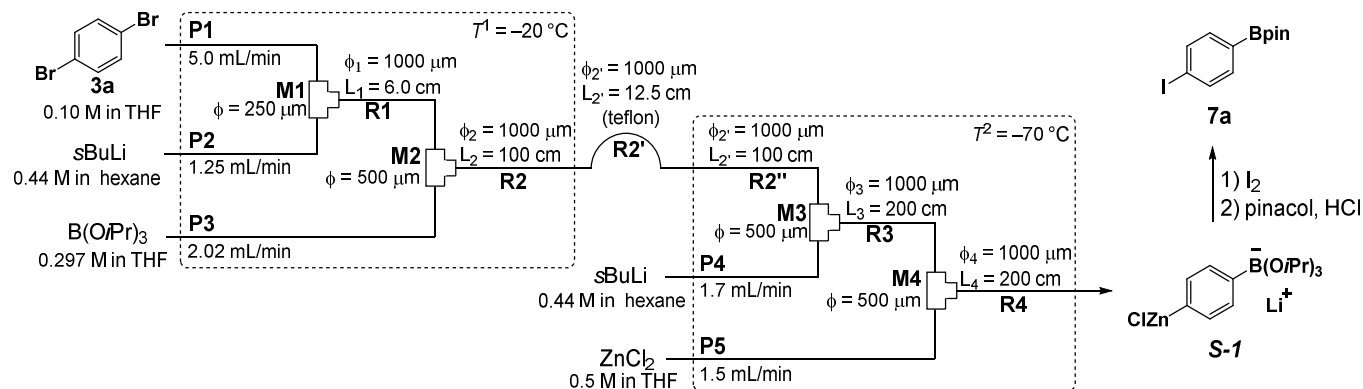 Br
Br
3a
0.10 M in THF
P1
5.0 mL/min
T¹ = –20 °C
M1
ϕ = 250 μm
ϕ₁ = 1000 μm
L₁ = 6.0 cm
R1
P2
sBuLi
1.25 mL/min
0.44 M in hexane
M2
ϕ = 500 μm
ϕ₂ = 1000 μm
L₂ = 100 cm
R2
P3
B(OiPr)₃
2.02 mL/min
0.297 M in THF
ϕ₂' = 1000 μm
L₂' = 12.5 cm
(teflon)
R2'
T² = –70 °C
ϕ₂' = 1000 μm
L₂' = 100 cm
R2''
M3
ϕ = 500 μm
ϕ₃ = 1000 μm
L₃ = 200 cm
R3
P4
sBuLi
1.7 mL/min
0.44 M in hexane
M4
ϕ = 500 μm
ϕ₄ = 1000 μm
L₄ = 200 cm
R4
P5
ZnCl₂
1.5 mL/min
0.5 M in THF
Bpin
I
7a
1) I₂
2) pinacol, HCl
B(OiPr)₃
–
Li⁺
ClZn
S-1